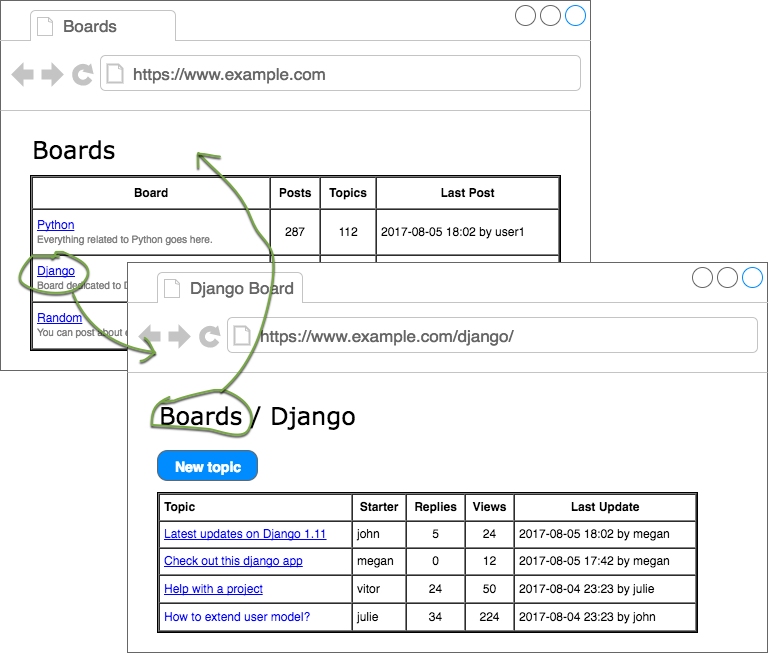 Boards
https://www.example.com
Boards
Board Posts Topics Last Post
Python
Everything related to Python goes here.
287 112 2017-08-05 18:02 by user1
Django
Board dedicated to
Random
You can post about
Django Board
https://www.example.com/django/
Boards / Django
New topic
Topic Starter Replies Views Last Update
Latest updates on Django 1.11 john 5 24 2017-08-05 18:02 by megan
Check out this django app megan 0 12 2017-08-05 17:42 by megan
Help with a project vitor 24 50 2017-08-04 23:23 by julie
How to extend user model? julie 34 224 2017-08-04 23:23 by john